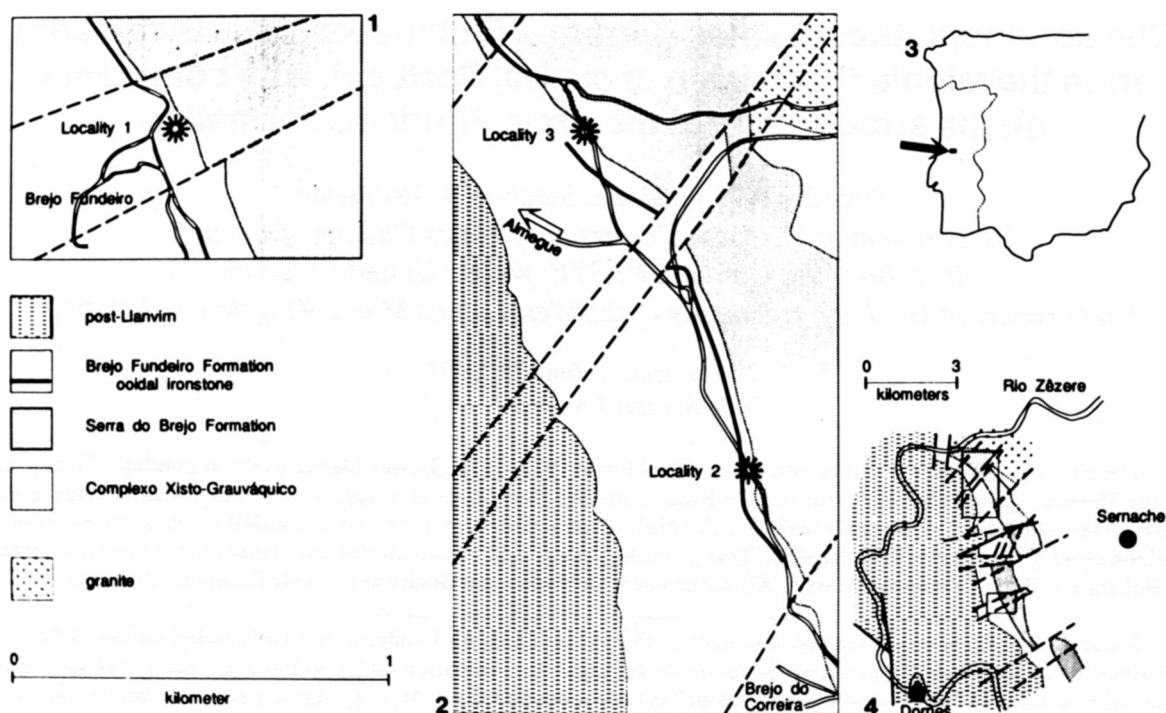 1
Locality 1
Brejo Fundeiro
post-Llanvirn
Brejo Fundeiro Formation
ooidal ironstone
Serra do Brejo Formation
Complexo Xisto-Grauváquico
granite
0 1
kilometer
2
Locality 3
Almegue
Locality 2
Brejo do
Correira
3
0 3
kilometers
Rio Zêzere
Sernache
4
Dornes